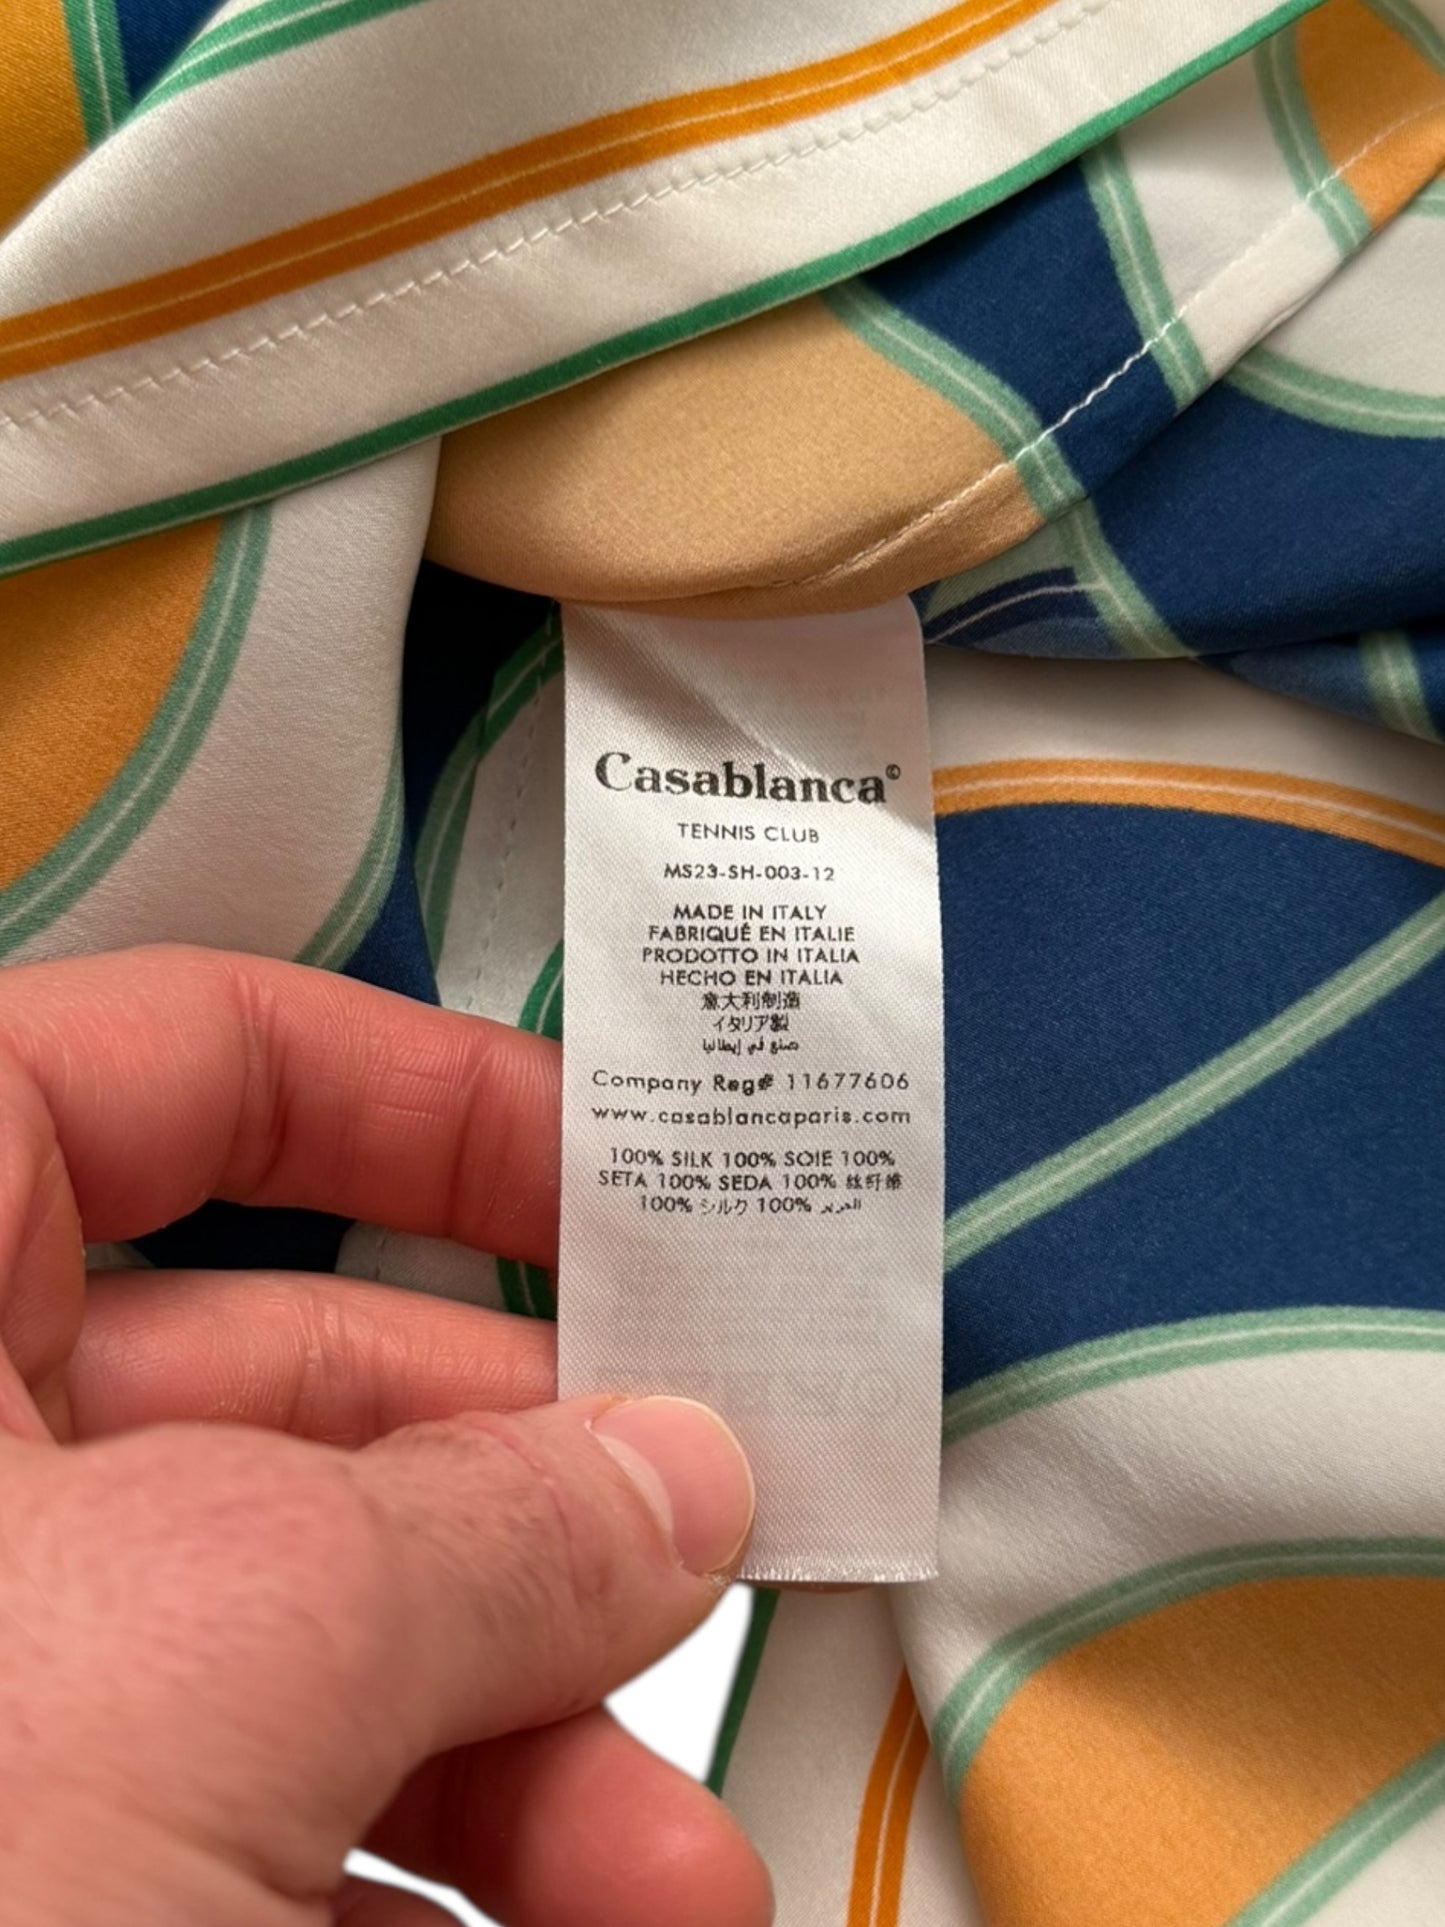 Casablanca©
TENNIS CLUB
MS23-SH-003-12
MADE IN ITALY
FABRIQUÉ EN ITALIE
PRODOTTO IN ITALIA
HECHO EN ITALIA
意大利制造
イタリア製
صنع في إيطاليا
Company Reg# 11677606
www.casablancaparis.com
100% SILK 100% SOIE 100%
SETA 100% SEDA 100% 丝纤维
100% シルク 100% الحرير